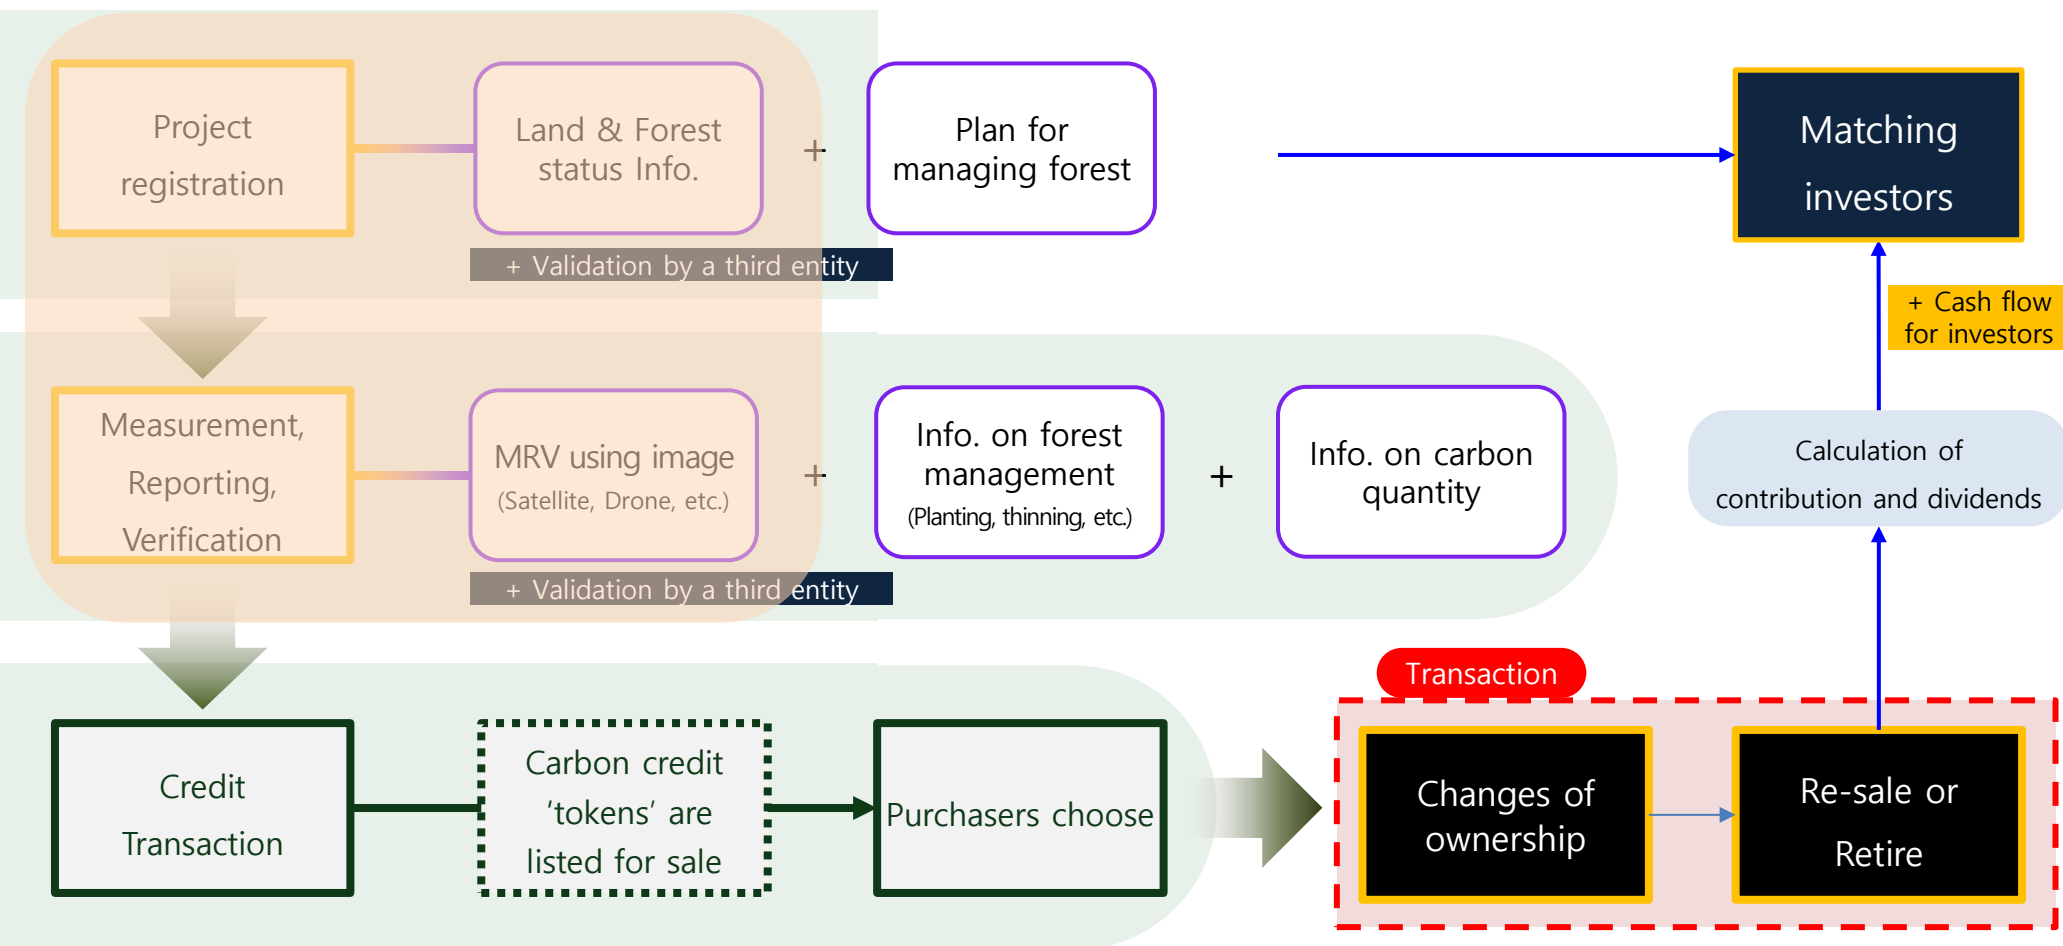 Project
registration
Land & Forest
status Info.
+
Plan for
managing forest
Matching
investors
+ Validation by a third entity
+ Cash flow
for investors
Measurement,
Reporting,
Verification
MRV using image
(Satellite, Drone, etc.)
+
Info. on forest
management
(Planting, thinning, etc.)
+
Info. on carbon
quantity
Calculation of
contribution and dividends
+ Validation by a third entity
Transaction
Credit
Transaction
Carbon credit
‘tokens’ are
listed for sale
Purchasers choose
Changes of
ownership
Re-sale or
Retire